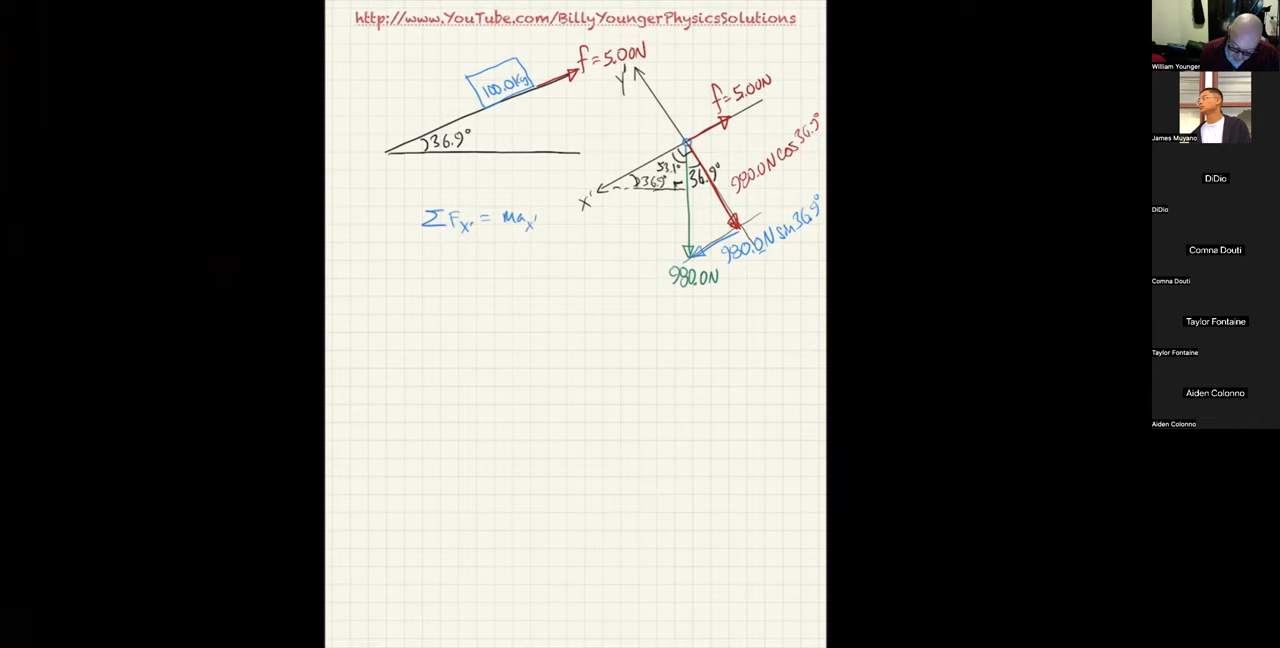 http://www.YouTube.com/BillyYoungerPhysicsSolutions
100.0kg
f=5.00N
36.9°
Y'
f=5.00N
53.1°
36.9°
36.9°
X'
980.0N cos 36.9°
980.0N sin 36.9°
980.0N
ΣFx' = max'
William Younger
James Muyano
DiDio
DiDio
Comna Douti
Comna Douti
Taylor Fontaine
Taylor Fontaine
Aiden Colonno
Aiden Colonno